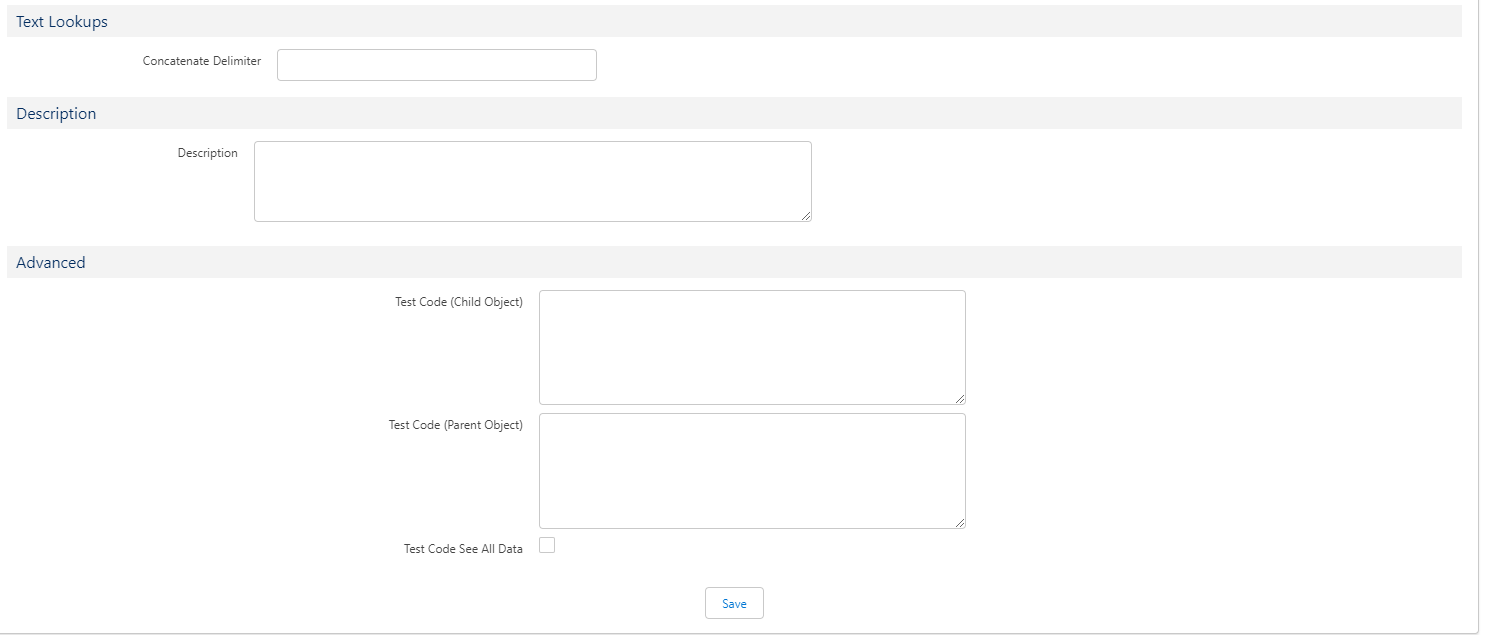 Text Lookups
Concatenate Delimiter
Description
Description
Advanced
Test Code (Child Object)
Test Code (Parent Object)
Test Code See All Data
Save